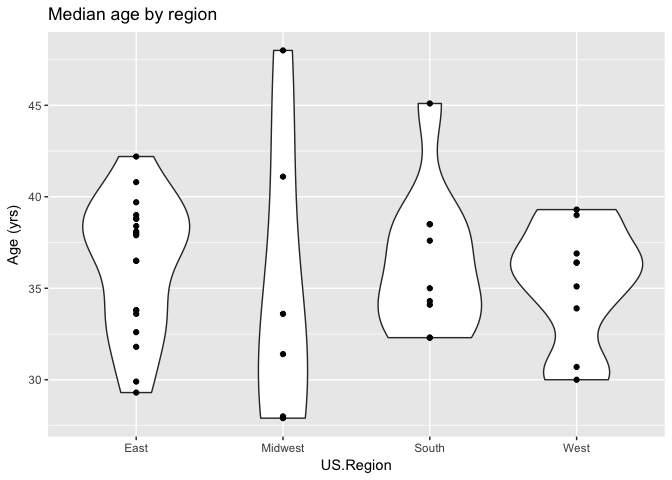 Median age by region
45
40
35
30
Age (yrs)
East Midwest South West
US.Region